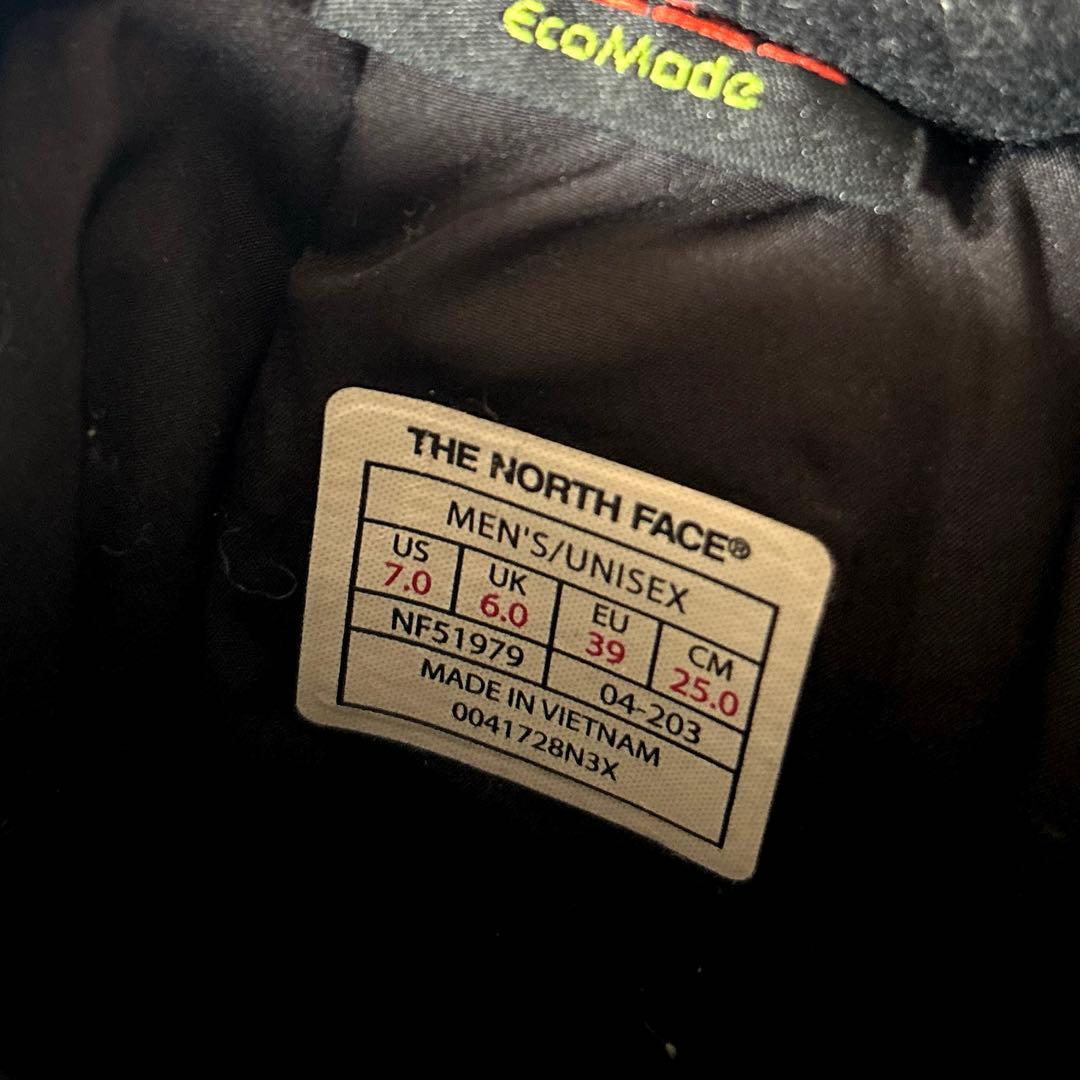 EcoMode
THE NORTH FACE®
MEN'S/UNISEX
US UK EU CM
7.0 6.0 39 25.0
NF51979 04-203
MADE IN VIETNAM
0041728N3X